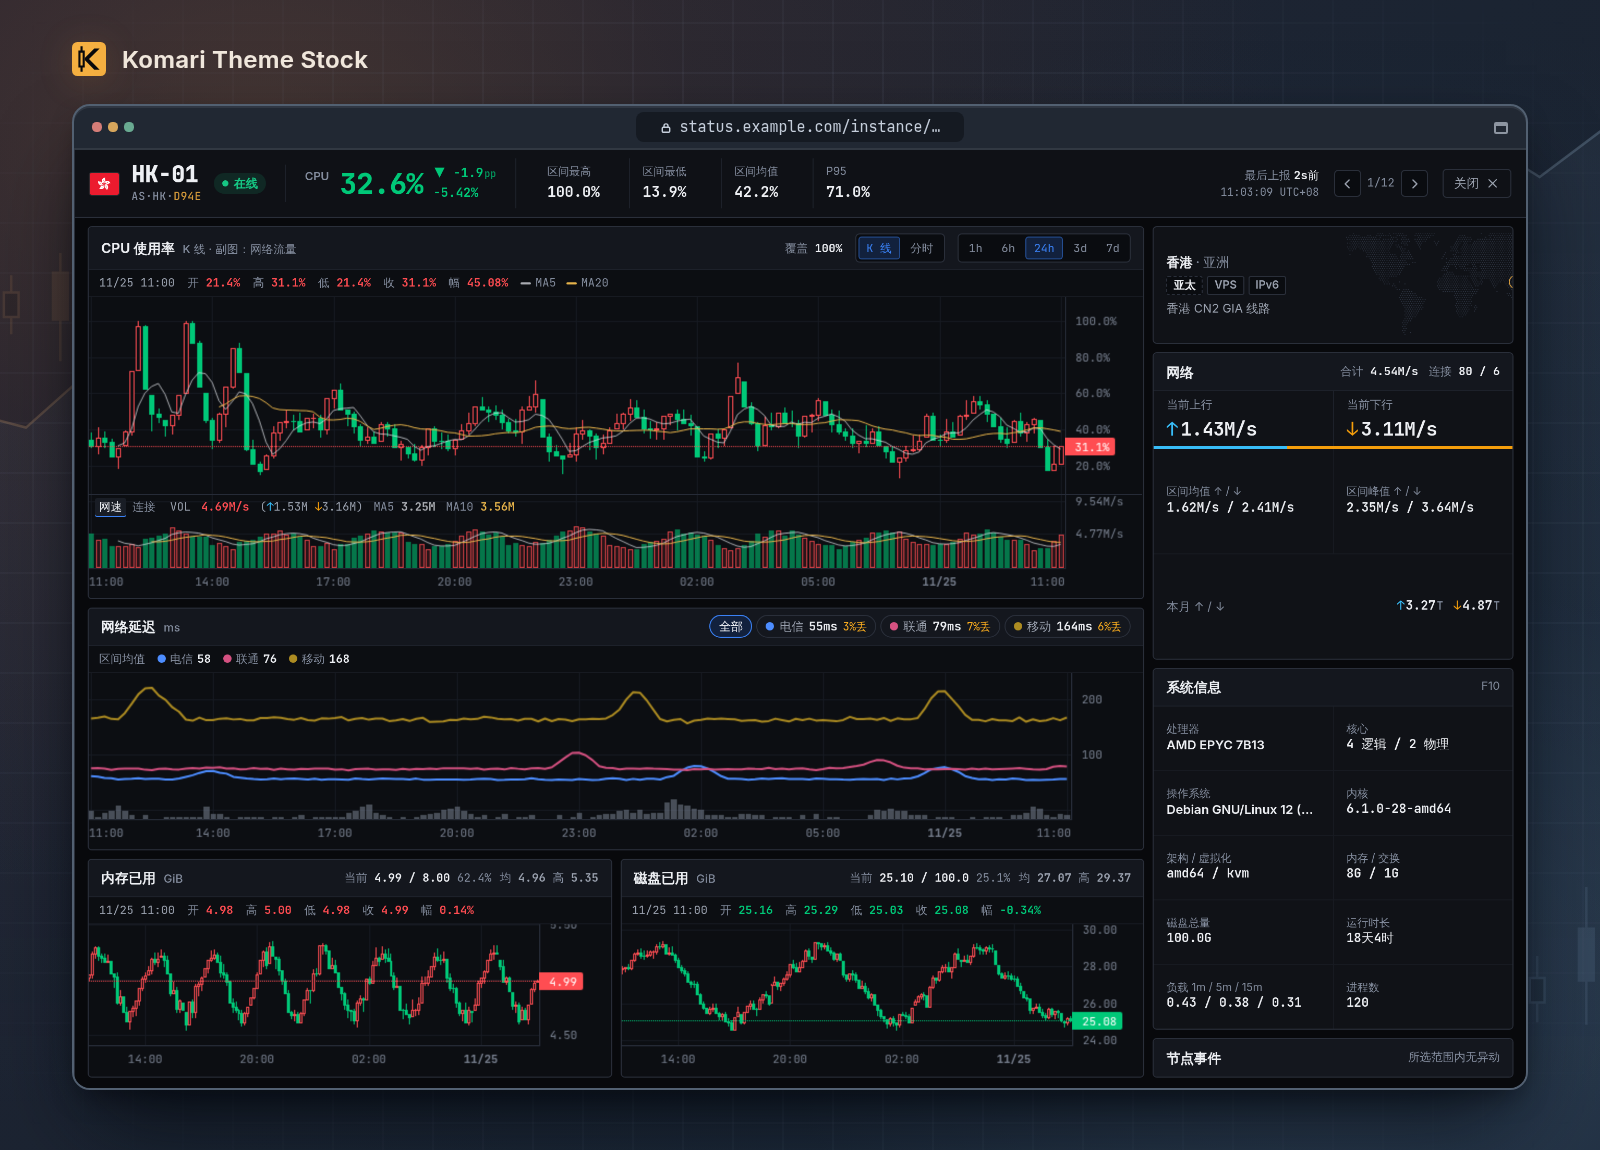 Komari Theme Stock
status.example.com/instance/…
HK-01
在线
AS·HK·D94E
CPU 32.6% ▼ -1.9pp
-5.42%
区间最高 区间最低 区间均值 P95
100.0% 13.9% 42.2% 71.0%
最后上报 2s前
11:03:09 UTC+08
1/12
关闭 ×
CPU 使用率 K 线 · 副图：网络流量
覆盖 100% K 线 分时 1h 6h 24h 3d 7d
11/25 11:00 开 21.4% 高 31.1% 低 21.4% 收 31.1% 幅 45.08% MA5 MA20
100.0%
80.0%
60.0%
40.0%
31.1%
20.0%
网速 连接 VOL 4.69M/s (↑1.53M ↓3.16M) MA5 3.25M MA10 3.56M
9.54M/s
4.77M/s
11:00 14:00 17:00 20:00 23:00 02:00 05:00 11/25 11:00
网络延迟 ms
全部 电信 55ms 3%丢 联通 79ms 7%丢 移动 164ms 6%丢
区间均值 电信 58 联通 76 移动 168
200
100
11:00 14:00 17:00 20:00 23:00 02:00 05:00 11/25 11:00
内存已用 GiB 当前 4.99 / 8.00 62.4% 均 4.96 高 5.35
11/25 11:00 开 4.98 高 5.00 低 4.98 收 4.99 幅 0.14%
5.50
4.99
4.50
14:00 20:00 02:00 11/25
磁盘已用 GiB 当前 25.10 / 100.0 25.1% 均 27.07 高 29.37
11/25 11:00 开 25.16 高 25.29 低 25.03 收 25.08 幅 -0.34%
30.00
28.00
26.00
25.08
24.00
14:00 20:00 02:00 11/25
香港 · 亚洲
亚太 VPS IPv6
香港 CN2 GIA 线路
网络 合计 4.54M/s 连接 80 / 6
当前上行 当前下行
↑1.43M/s ↓3.11M/s
区间均值 ↑ / ↓ 区间峰值 ↑ / ↓
1.62M/s / 2.41M/s 2.35M/s / 3.64M/s
本月 ↑ / ↓ ↑3.27T ↓4.87T
系统信息 F10
处理器 核心
AMD EPYC 7B13 4 逻辑 / 2 物理
操作系统 内核
Debian GNU/Linux 12 (… 6.1.0-28-amd64
架构 / 虚拟化 内存 / 交换
amd64 / kvm 8G / 1G
磁盘总量 运行时长
100.0G 18天4时
负载 1m / 5m / 15m 进程数
0.43 / 0.38 / 0.31 120
节点事件 所选范围内无异动